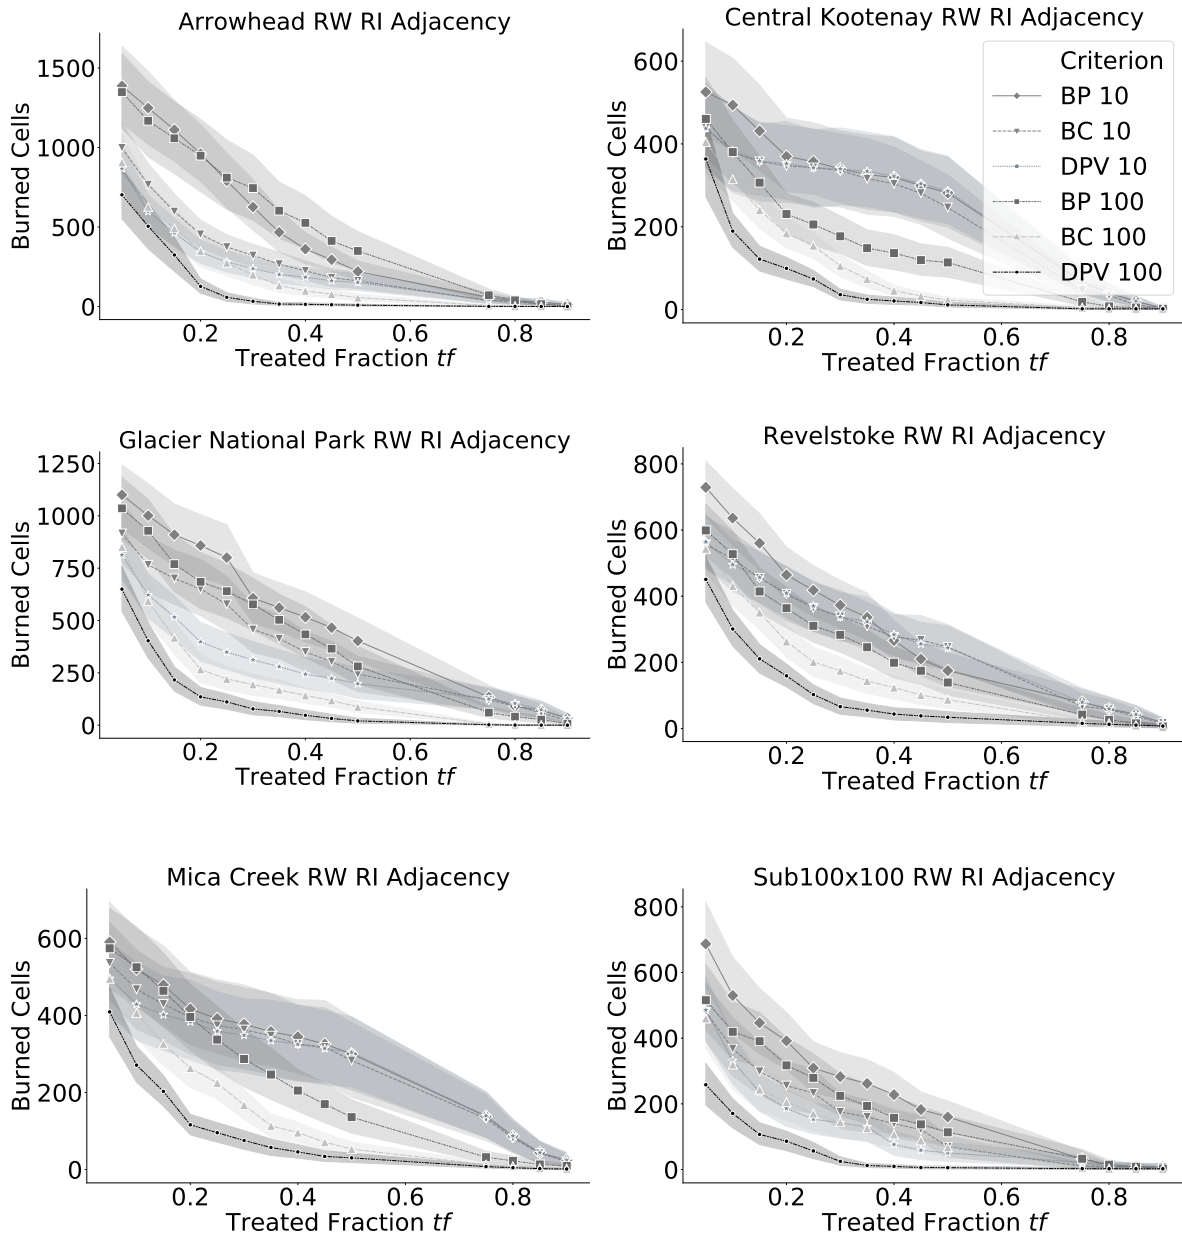 Arrowhead RW RI Adjacency
1500
1000
500
0
Burned Cells
0.2
0.4
0.6
0.8
Treated Fraction tf
Central Kootenay RW RI Adjacency
600
400
200
0
Burned Cells
0.2
0.4
0.6
0.8
Treated Fraction tf
Criterion
BP 10
BC 10
DPV 10
BP 100
BC 100
DPV 100
Glacier National Park RW RI Adjacency
1250
1000
750
500
250
0
Burned Cells
0.2
0.4
0.6
0.8
Treated Fraction tf
Revelstoke RW RI Adjacency
800
600
400
200
0
Burned Cells
0.2
0.4
0.6
0.8
Treated Fraction tf
Mica Creek RW RI Adjacency
600
400
200
0
Burned Cells
0.2
0.4
0.6
0.8
Treated Fraction tf
Sub100x100 RW RI Adjacency
800
600
400
200
0
Burned Cells
0.2
0.4
0.6
0.8
Treated Fraction tf